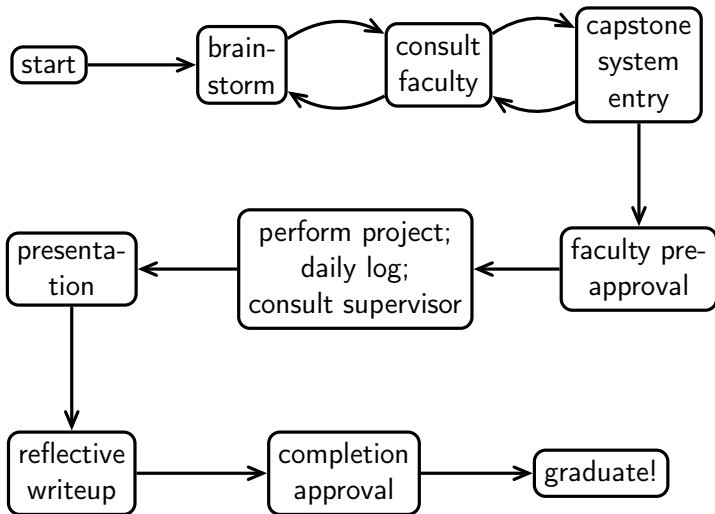 start
brain-
storm
consult
faculty
capstone
system
entry
presenta-
tion
perform project;
daily log;
consult supervisor
faculty pre-
approval
reflective
writeup
completion
approval
graduate!